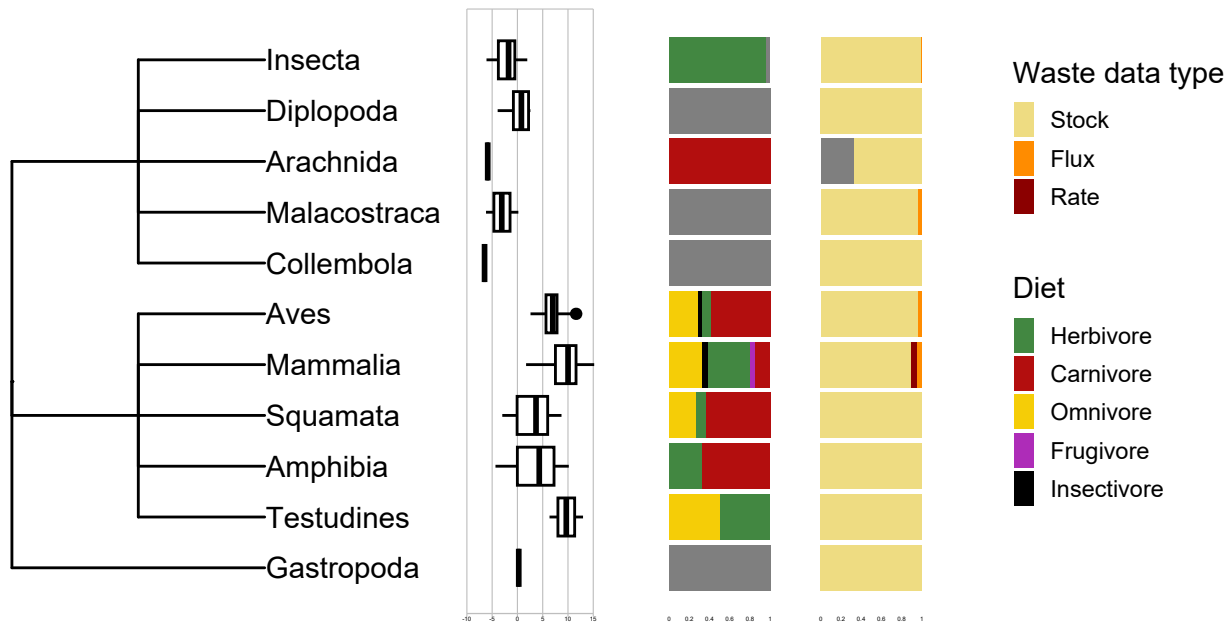 Insecta
Diplopoda
Arachnida
Malacostraca
Collembola
Aves
Mammalia
Squamata
Amphibia
Testudines
Gastropoda
-10 -5 0 5 10 15
0 0.2 0.4 0.6 0.8 1
0 0.2 0.4 0.6 0.8 1
Waste data type
Stock
Flux
Rate
Diet
Herbivore
Carnivore
Omnivore
Frugivore
Insectivore